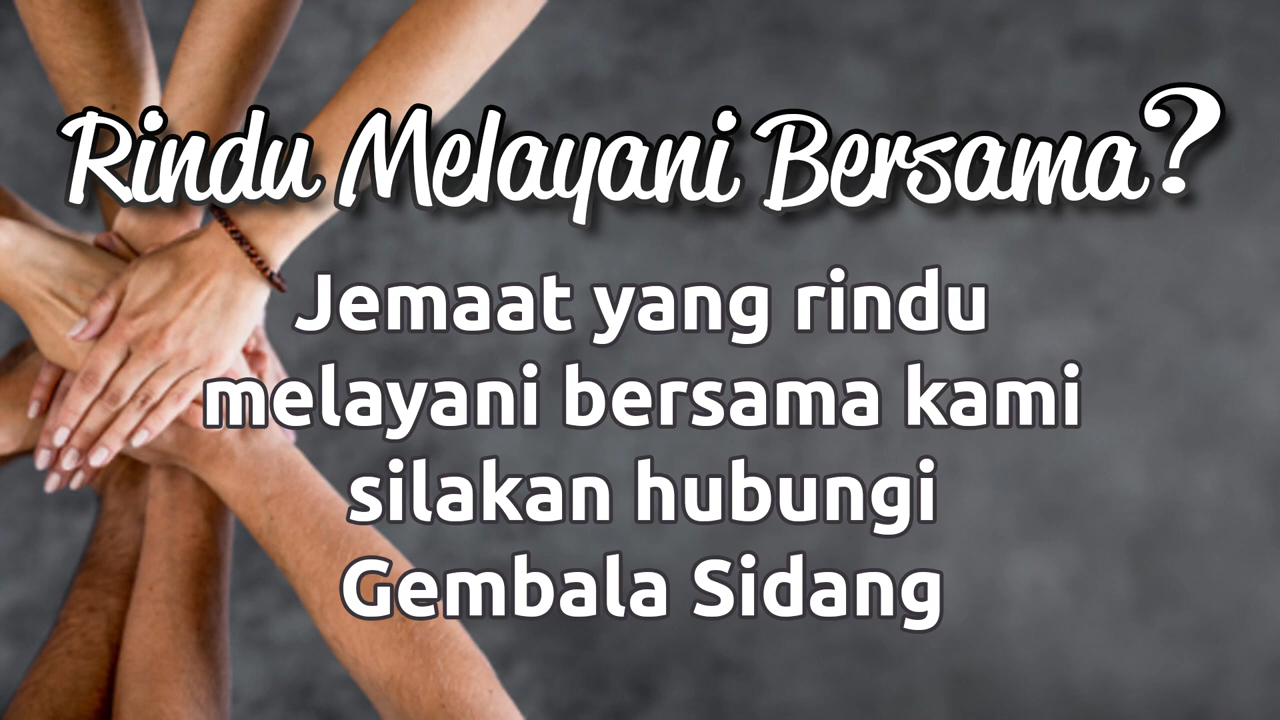 Rindu Melayani Bersama?
Jemaat yang rindu
melayani bersama kami
silakan hubungi
Gembala Sidang